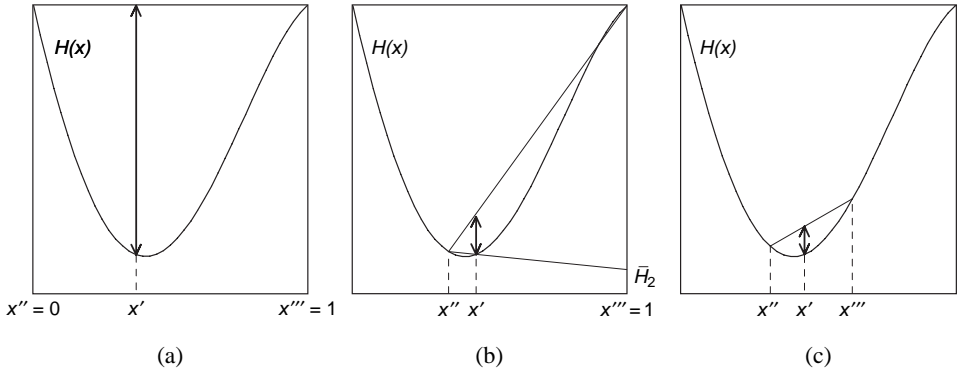 H(x)
x″ = 0
x′
x‴ = 1
(a)
H(x)
H̄₂
x″
x′
x‴ = 1
(b)
H(x)
x″
x′
x‴
(c)